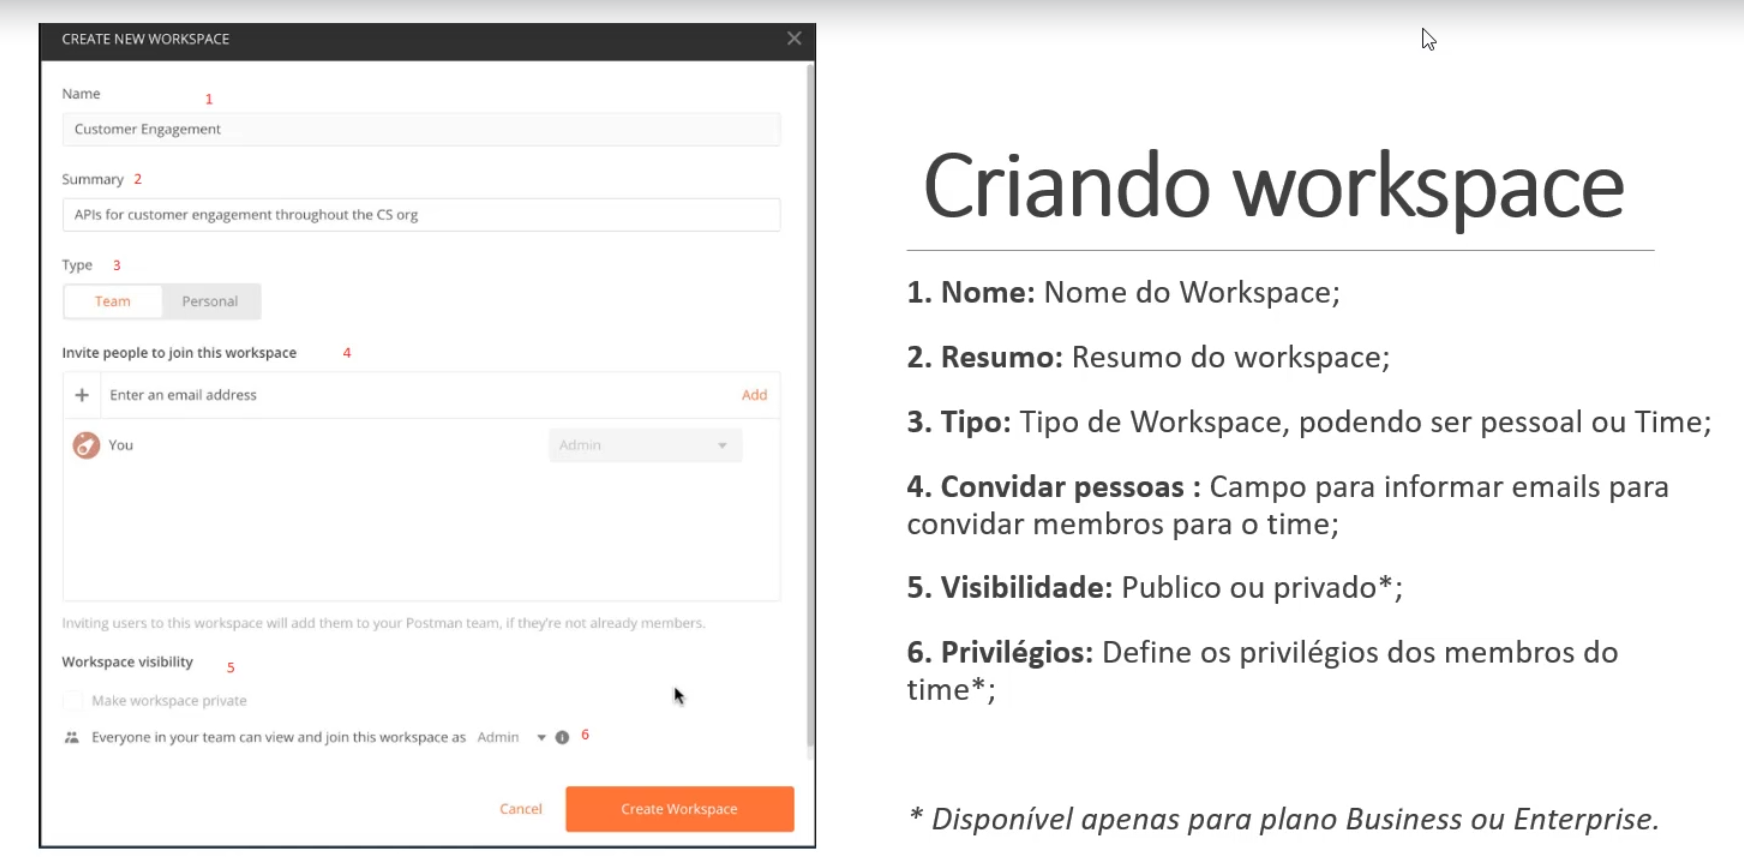 CREATE NEW WORKSPACE
Name
1
Customer Engagement
Summary 2
APIs for customer engagement throughout the CS org
Type 3
Team Personal
Invite people to join this workspace 4
+ Enter an email address Add
You Admin
Inviting users to this workspace will add them to your Postman team, if they're not already members.
Workspace visibility 5
Make workspace private
Everyone in your team can view and join this workspace as Admin 6
Cancel Create Workspace
Criando workspace
1. Nome: Nome do Workspace;
2. Resumo: Resumo do workspace;
3. Tipo: Tipo de Workspace, podendo ser pessoal ou Time;
4. Convidar pessoas : Campo para informar emails para
convidar membros para o time;
5. Visibilidade: Publico ou privado*;
6. Privilégios: Define os privilégios dos membros do
time*;
* Disponível apenas para plano Business ou Enterprise.